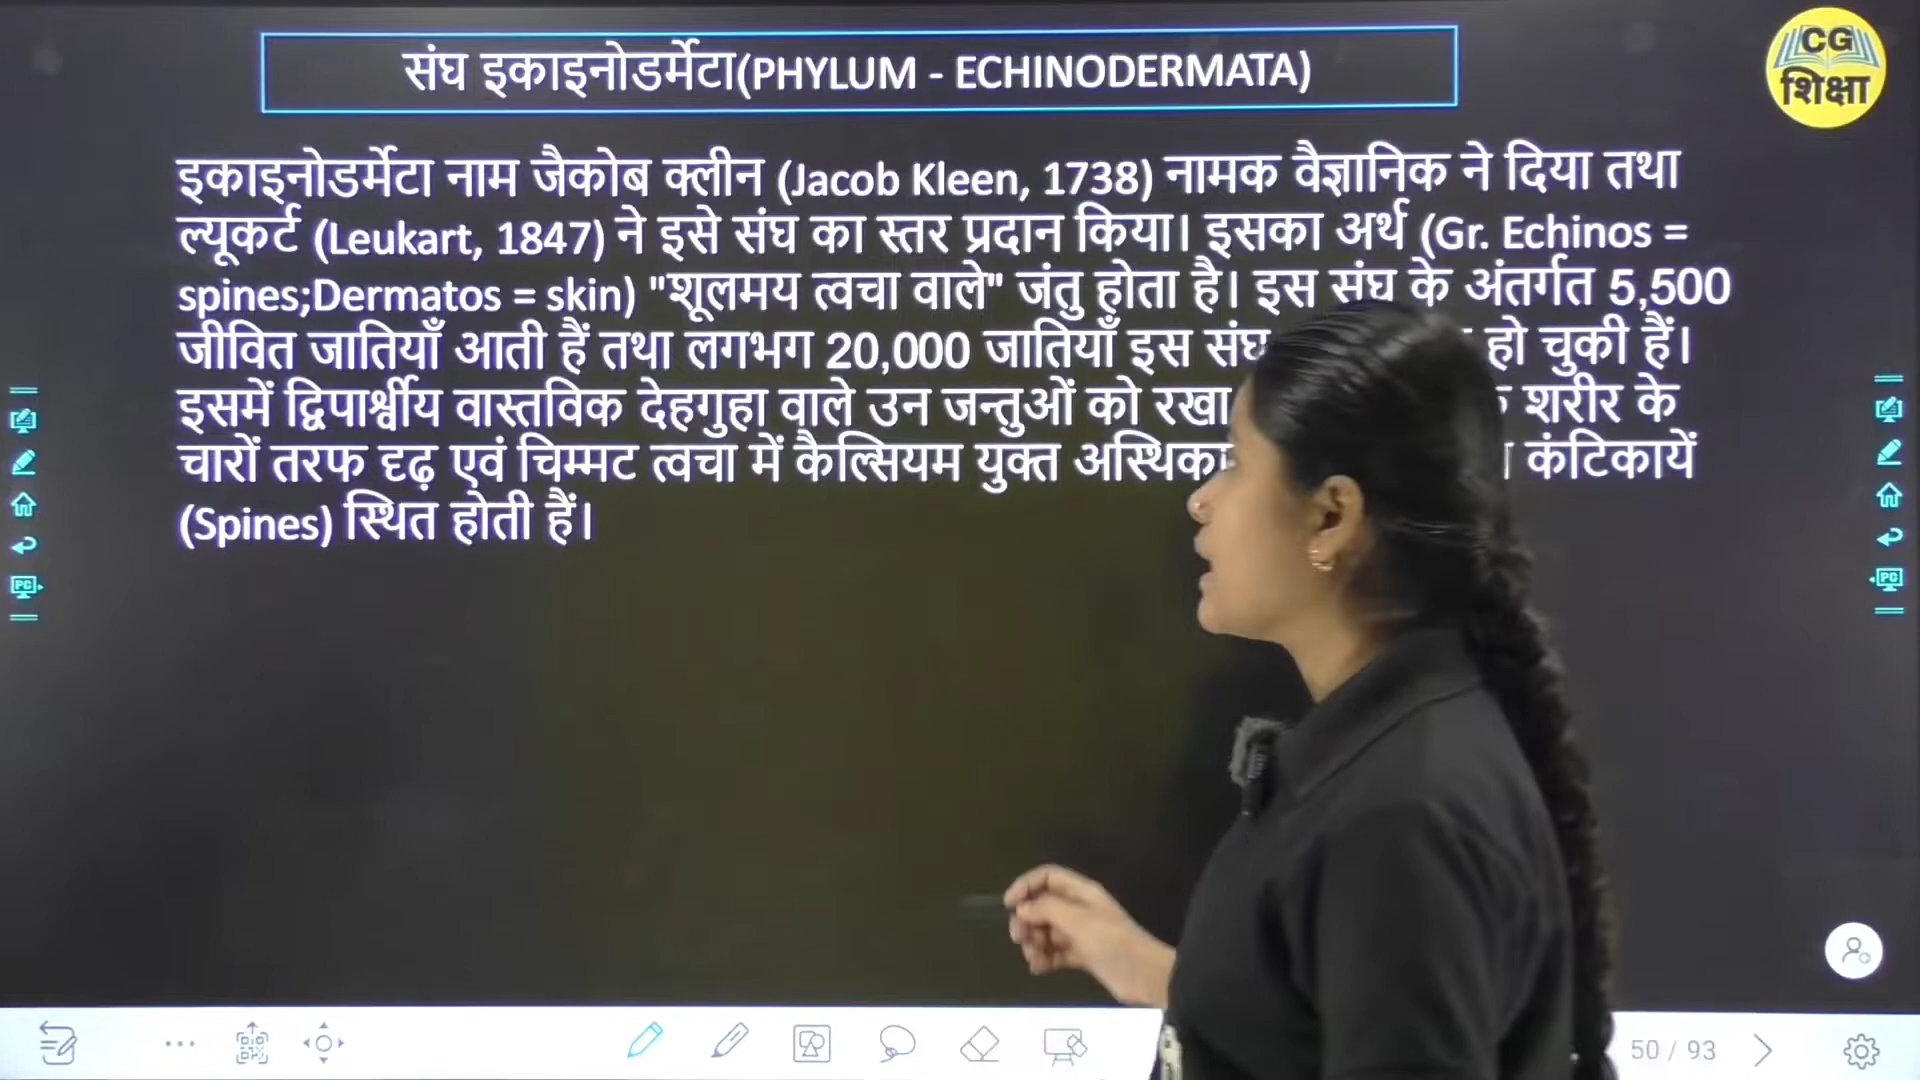 संघ इकाइनोडर्मेटा(PHYLUM - ECHINODERMATA)
CG
शिक्षा
इकाइनोडर्मेटा नाम जैकोब क्लीन (Jacob Kleen, 1738) नामक वैज्ञानिक ने दिया तथा
ल्यूकर्ट (Leukart, 1847) ने इसे संघ का स्तर प्रदान किया। इसका अर्थ (Gr. Echinos =
spines;Dermatos = skin) "शूलमय त्वचा वाले" जंतु होता है। इस संघ के अंतर्गत 5,500
जीवित जातियाँ आती हैं तथा लगभग 20,000 जातियाँ इस संघ हो चुकी हैं।
इसमें द्विपार्श्वीय वास्तविक देहगुहा वाले उन जन्तुओं को रखा शरीर के
चारों तरफ दृढ़ एवं चिम्मट त्वचा में कैल्सियम युक्त कंटिकायें
(Spines) स्थित होती हैं।
PC
PC
50 / 93